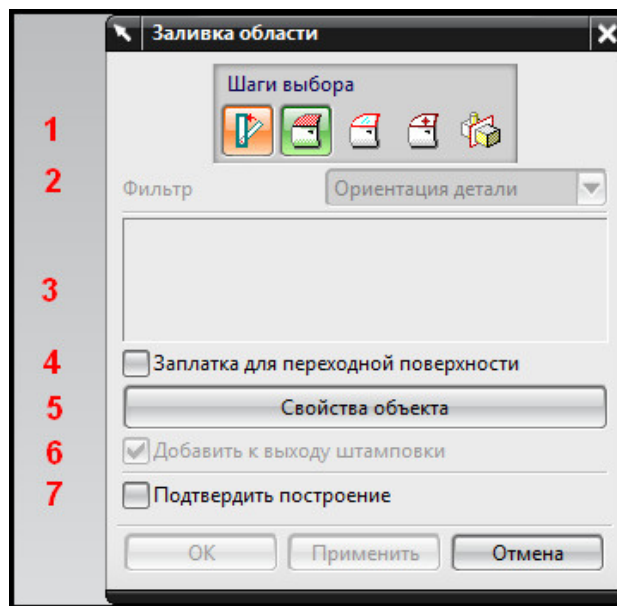 Заливка области
Шаги выбора
1
2
Фильтр Ориентация детали
3
4
Заплатка для переходной поверхности
5
Свойства объекта
6
Добавить к выходу штамповки
7
Подтвердить построение
ОК Применить Отмена